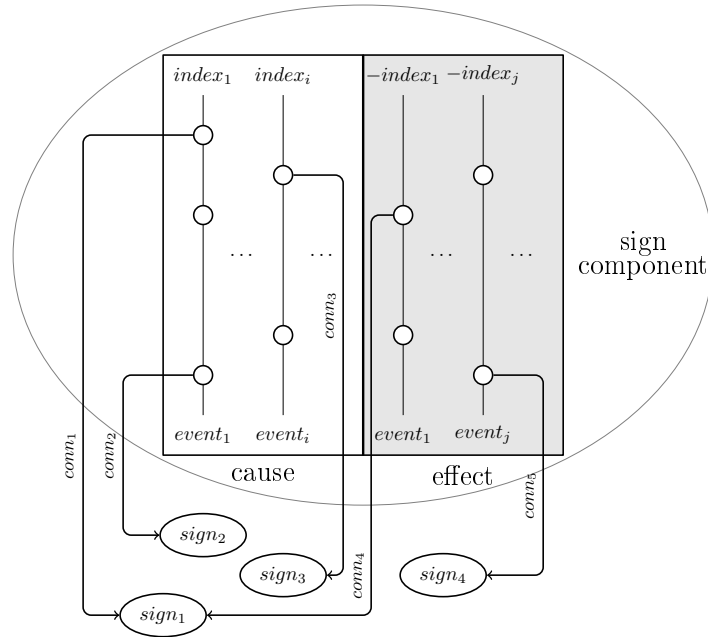 index₁ index_i −index₁ −index_j
sign
component
... ... ... ...
conn₃
event₁ event_i event₁ event_j
conn₁ conn₂
cause effect
conn₅
sign₂
conn₄
sign₃ sign₄
sign₁